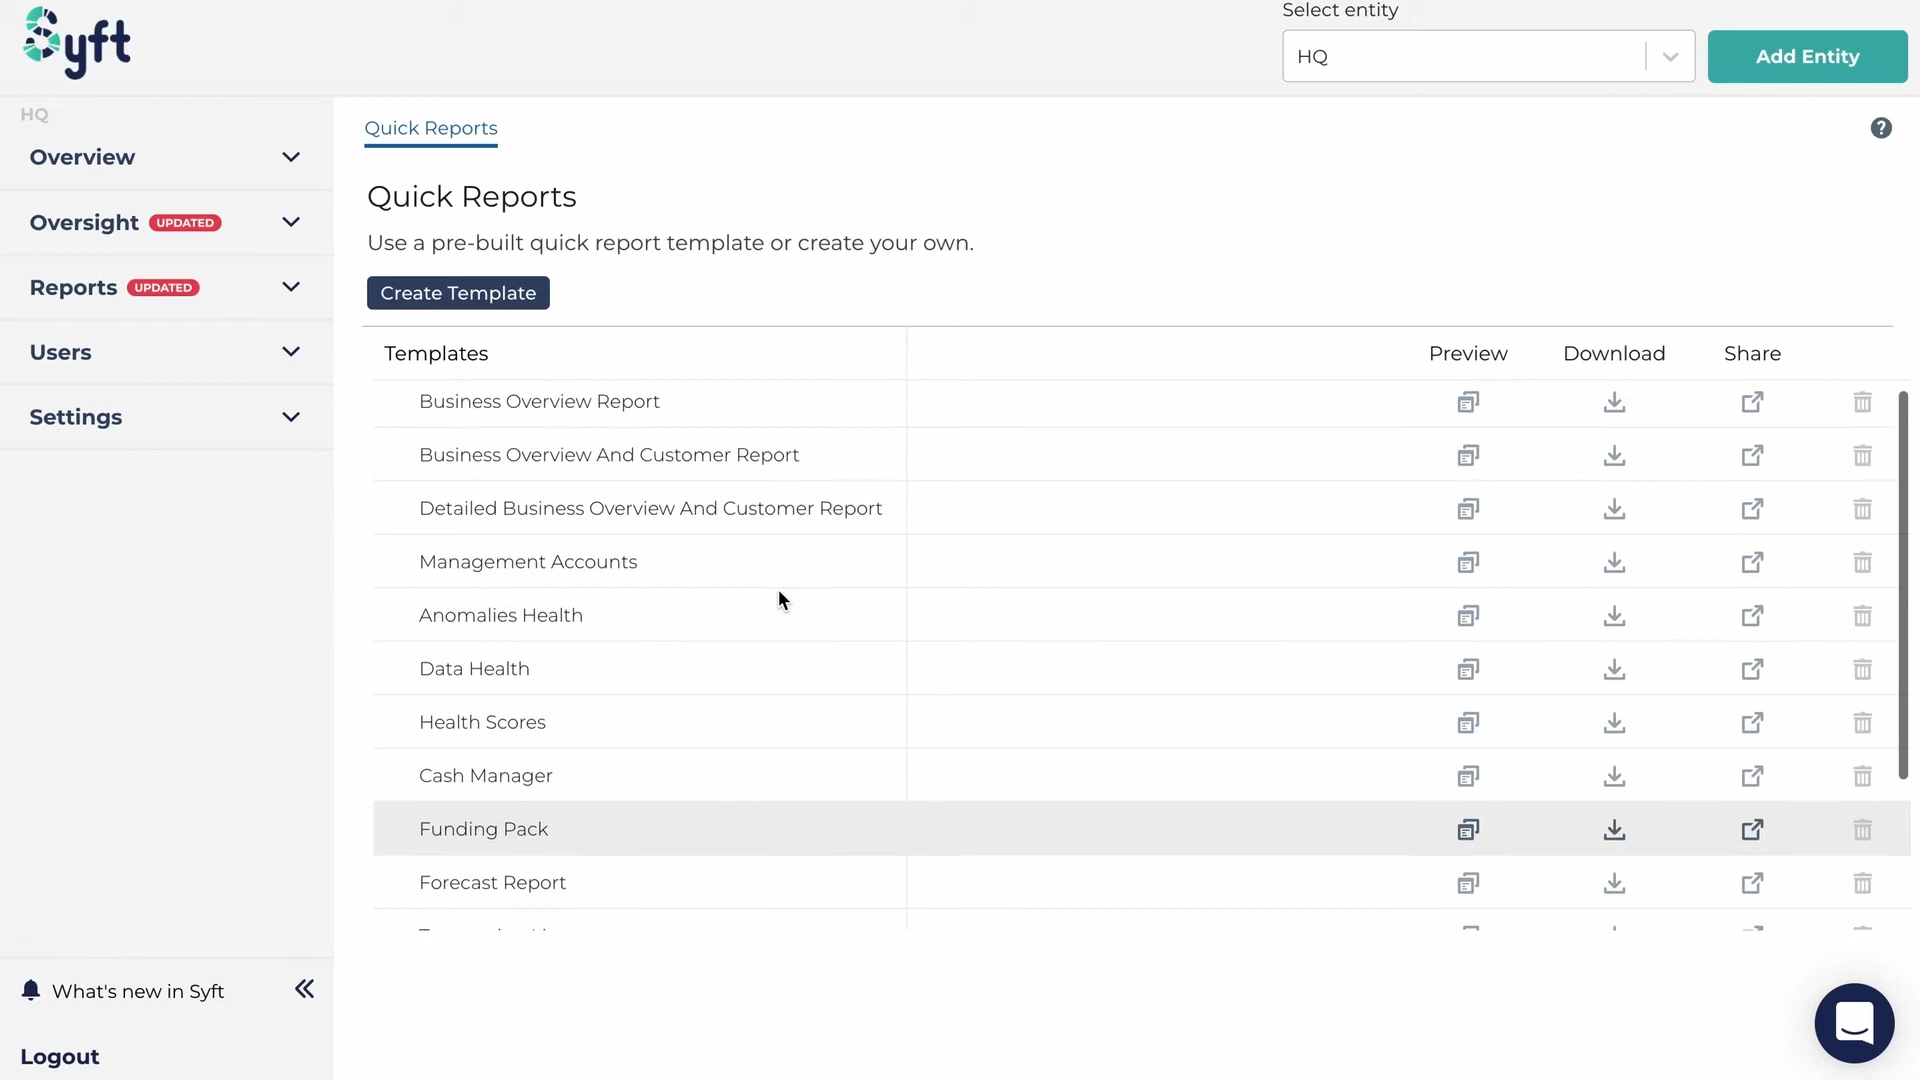 Syft
Select entity
HQ
Add Entity
HQ
Overview
Oversight UPDATED
Reports UPDATED
Users
Settings
What's new in Syft
Logout
Quick Reports
?
Quick Reports
Use a pre-built quick report template or create your own.
Create Template
Templates Preview Download Share
Business Overview Report
Business Overview And Customer Report
Detailed Business Overview And Customer Report
Management Accounts
Anomalies Health
Data Health
Health Scores
Cash Manager
Funding Pack
Forecast Report